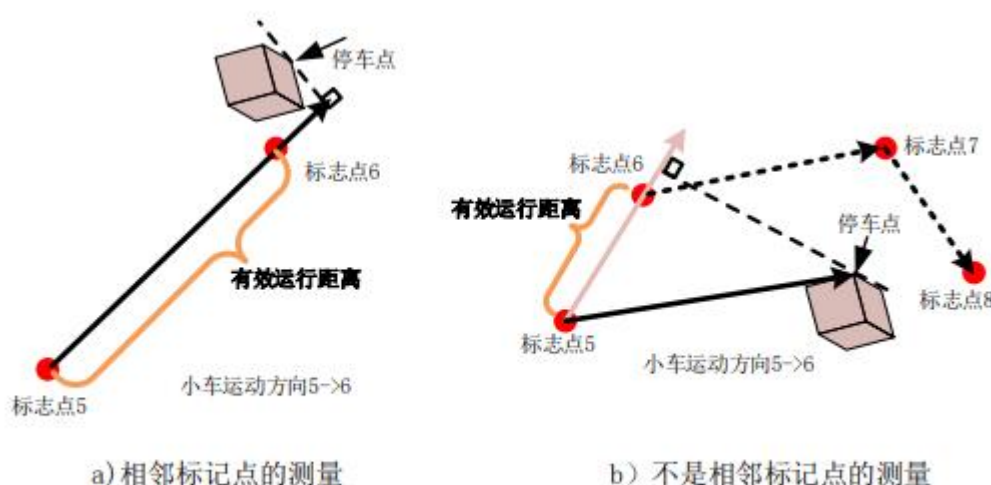 停车点
标志点6
有效运行距离
标志点5
小车运动方向5->6
a)相邻标记点的测量
标志点7
标志点6
有效运行距离
停车点
标志点8
标志点5
小车运动方向5->6
b）不是相邻标记点的测量